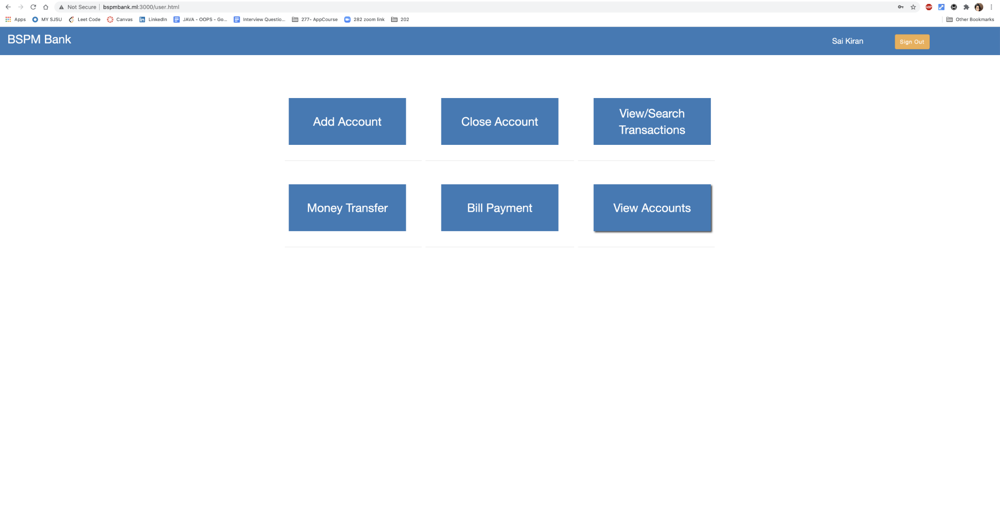 Not Secure bspmbank.ml:3000/user.html
ABP
Apps MY SJSU Leet Code Canvas LinkedIn JAVA - OOPS - Go... Interview Questio... 277- AppCourse 282 zoom link 202 Other Bookmarks
BSPM Bank Sai Kiran Sign Out
Add Account
Close Account
View/Search
Transactions
Money Transfer
Bill Payment
View Accounts